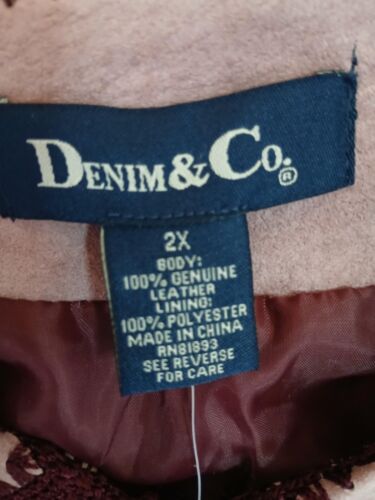 DENIM & CO.®
2X
BODY:
100% GENUINE
LEATHER
LINING:
100% POLYESTER
MADE IN CHINA
RN81893
SEE REVERSE
FOR CARE